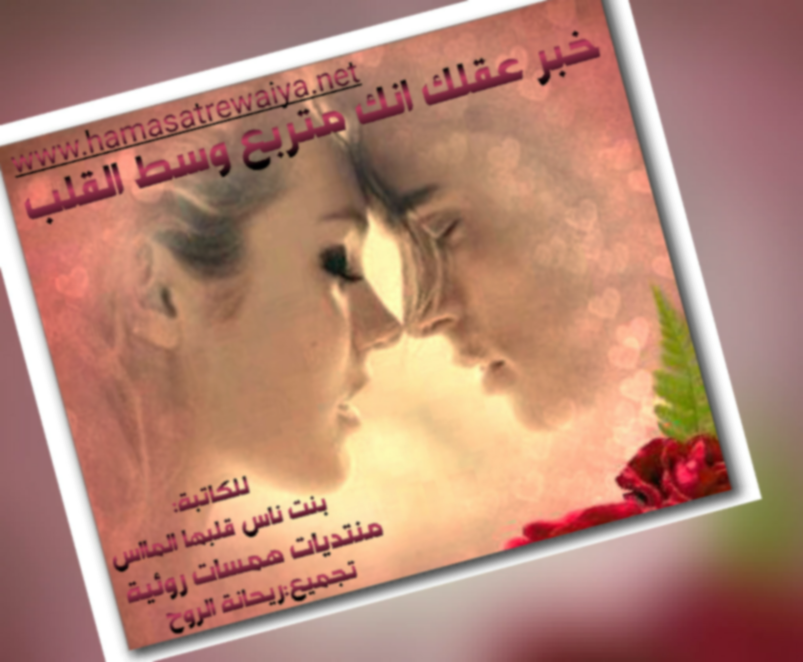 خبر عقلك انك متربع وسط القلب
www.hamasatrewaiya.net
للكاتبة:
بنت ناس قلبها الماس
منتديات همسات روئية
تجميع:ريحانة الروح